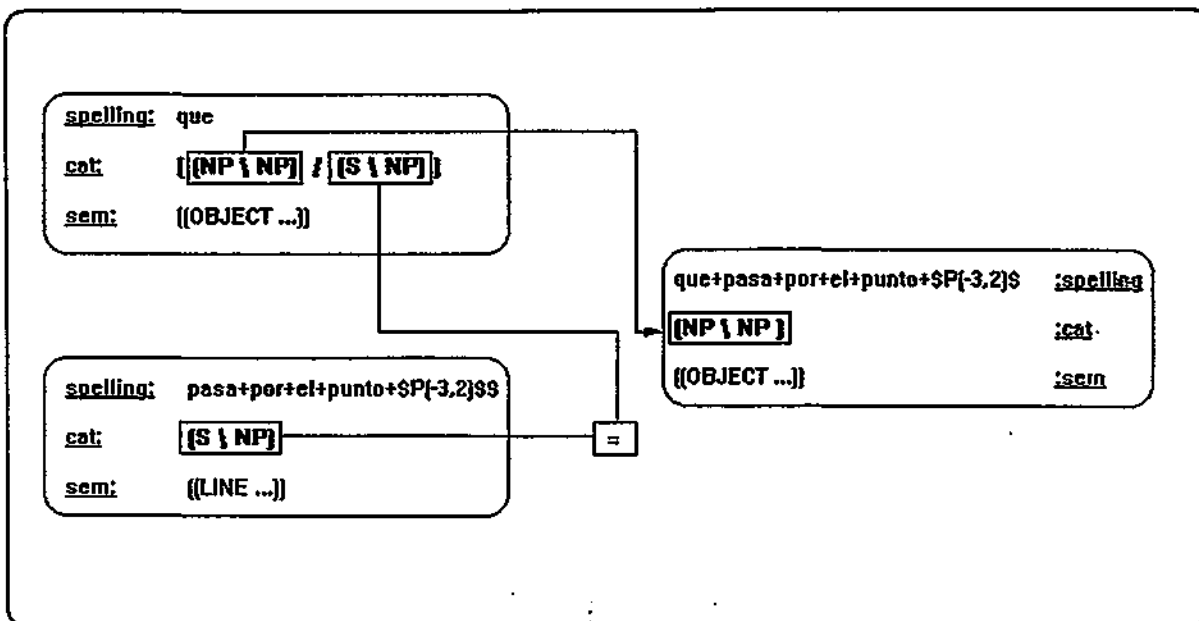 spelling: que
cat: ((NP \ NP) / (S \ NP))
sem: ((OBJECT ...))
spelling: pasa+por+el+punto+$P(-3,2)$$
cat: (S \ NP)
sem: ((LINE ...))
=
que+pasa+por+el+punto+$P(-3,2)$ :spelling
(NP \ NP ) :cat
((OBJECT ...)) :sem